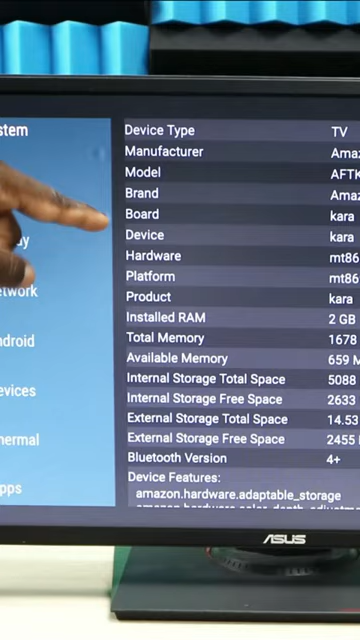 stem
Device Type TV
Manufacturer Amaz
Model AFTK
Brand Amaz
Board kara
ay
Device kara
Hardware mt86
Platform mt86
etwork
Product kara
Installed RAM 2 GB
ndroid
Total Memory 1678
Available Memory 659 M
Internal Storage Total Space 5088
evices
Internal Storage Free Space 2633
External Storage Total Space 14.53
hermal
External Storage Free Space 2455
Bluetooth Version 4+
Device Features:
pps
amazon.hardware.adaptable_storage
ASUS